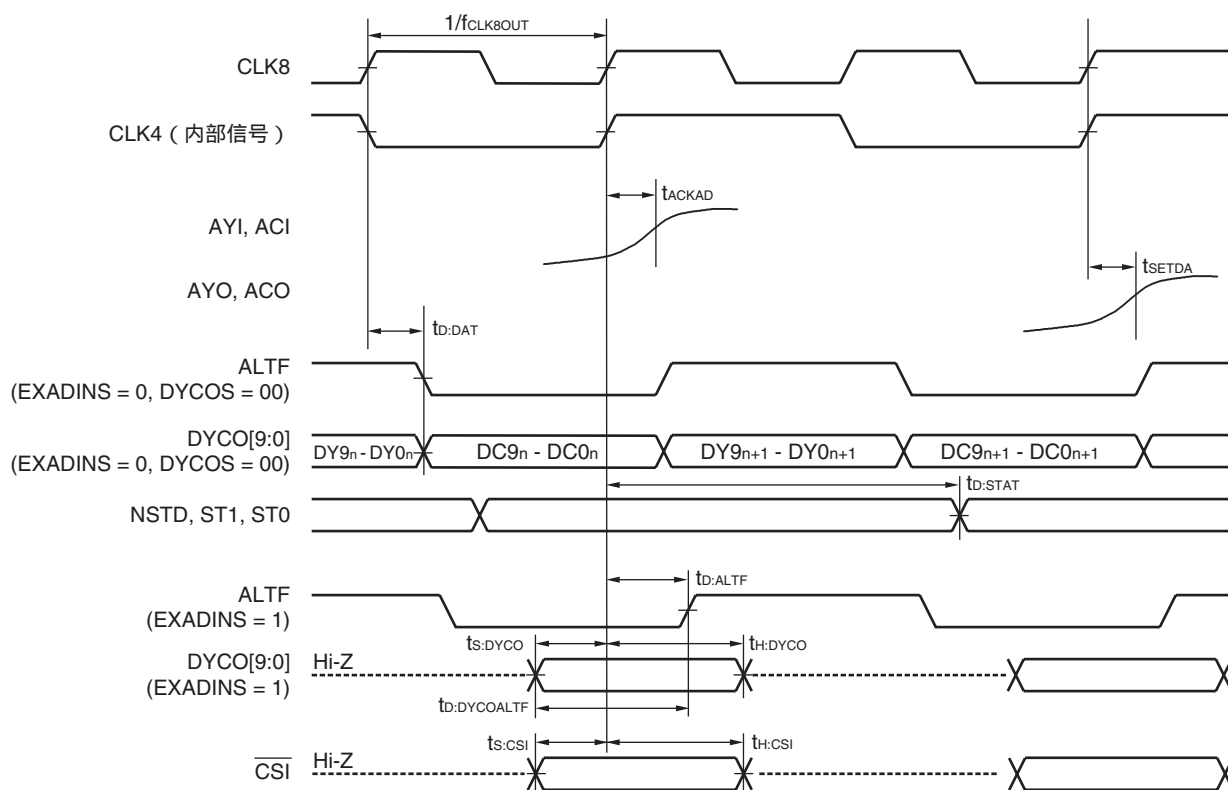 1/fCLK8OUT
CLK8
CLK4（内部信号）
tACKAD
AYI, ACI
tSETDA
AYO, ACO
tD:DAT
ALTF
(EXADINS = 0, DYCOS = 00)
DYCO[9:0]
(EXADINS = 0, DYCOS = 00)
DY9n - DY0n
DC9n - DC0n
DY9n+1 - DY0n+1
DC9n+1 - DC0n+1
tD:STAT
NSTD, ST1, ST0
tD:ALTF
ALTF
(EXADINS = 1)
tS:DYCO
tH:DYCO
DYCO[9:0]
(EXADINS = 1)
Hi-Z
tD:DYCOALTF
tS:CSI
tH:CSI
CSI
Hi-Z